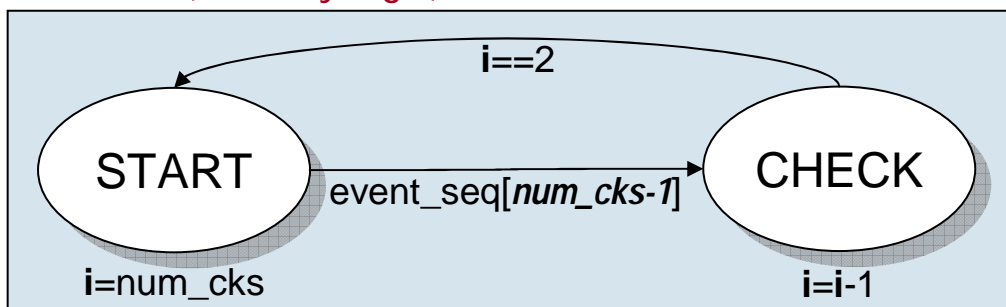 i==2
START
CHECK
event_seq[num_cks-1]
i=num_cks
i=i-1